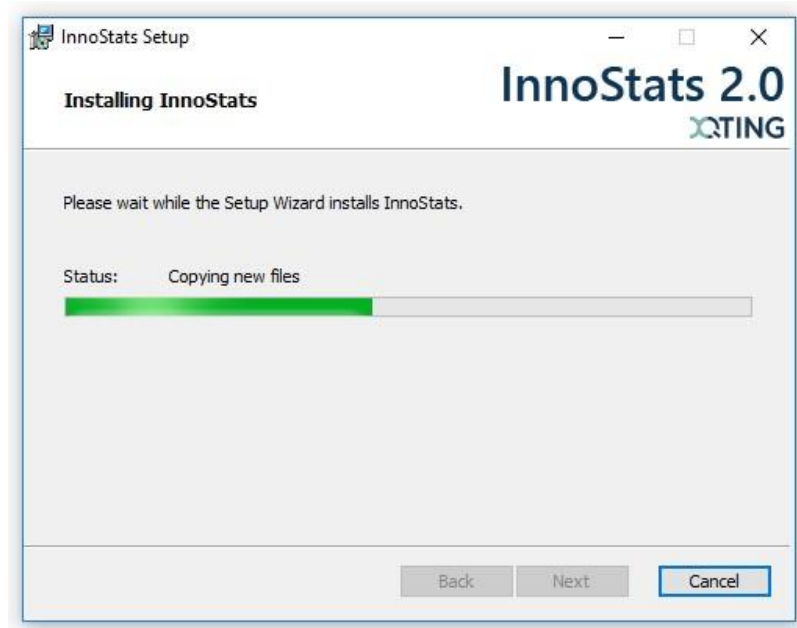 InnoStats Setup
InnoStats 2.0
XQTING
Installing InnoStats
Please wait while the Setup Wizard installs InnoStats.
Status: Copying new files
Back Next Cancel